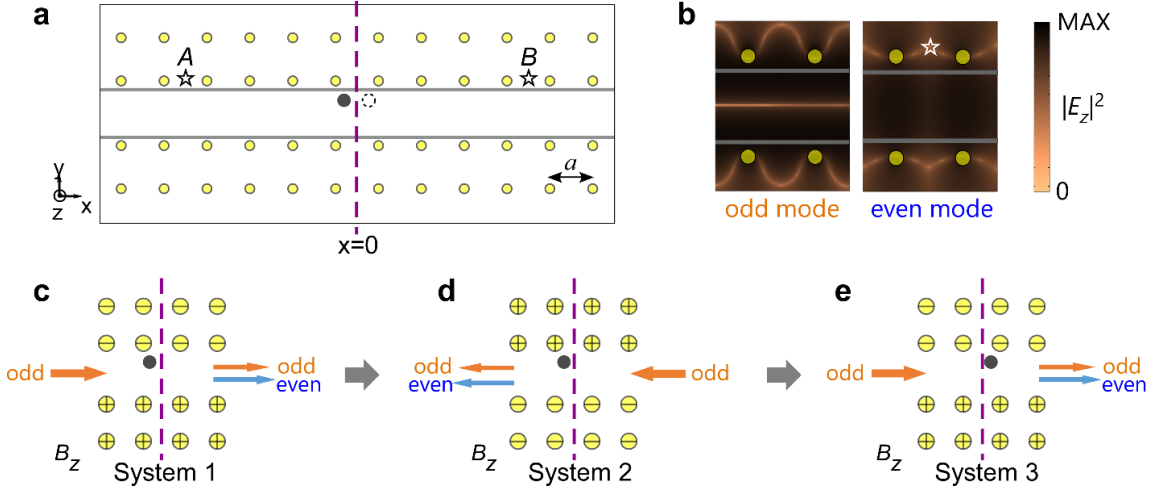 a
A
B
a
y
z
x
x=0
b
odd mode
even mode
MAX
|E_z|²
0
c
odd
odd
even
B_z
System 1
d
odd
even
odd
System 2
e
odd
odd
even
B_z
System 3